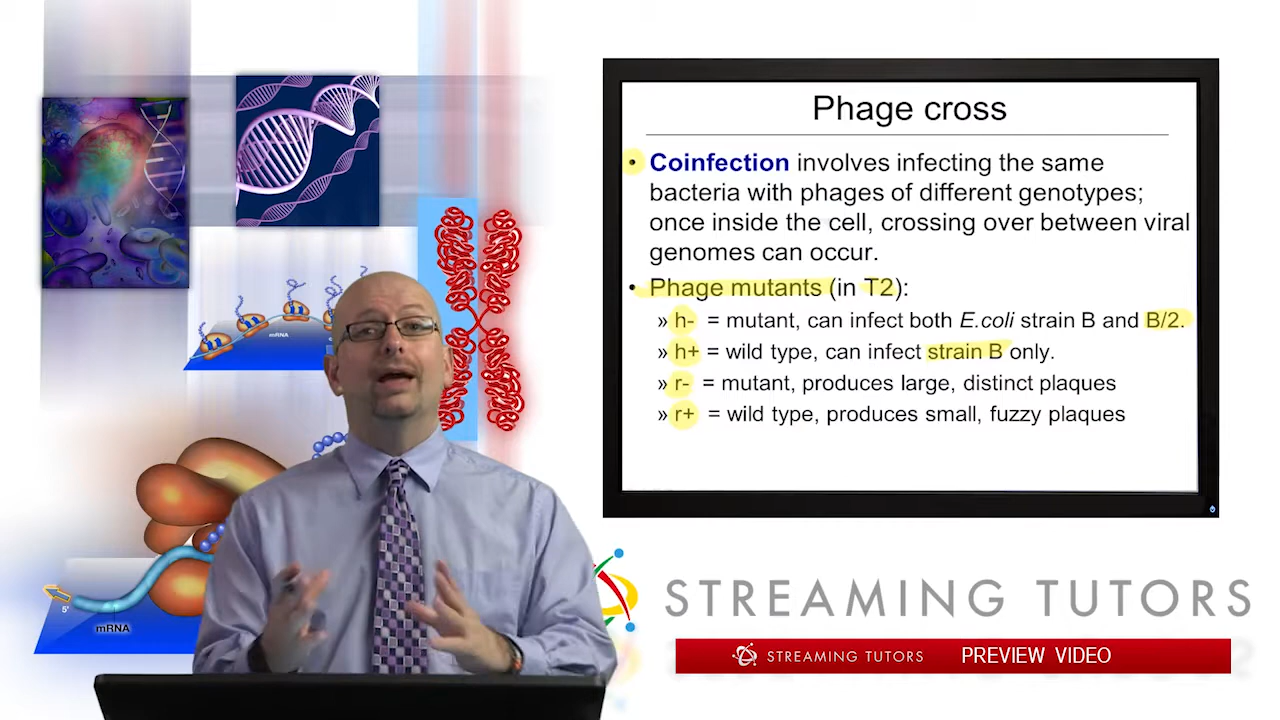 Phage cross
• Coinfection involves infecting the same
bacteria with phages of different genotypes;
once inside the cell, crossing over between viral
genomes can occur.
• Phage mutants (in T2):
» h- = mutant, can infect both E.coli strain B and B/2.
» h+ = wild type, can infect strain B only.
» r- = mutant, produces large, distinct plaques
» r+ = wild type, produces small, fuzzy plaques
mRNA
5'
mRNA
STREAMING TUTORS
STREAMING TUTORS PREVIEW VIDEO